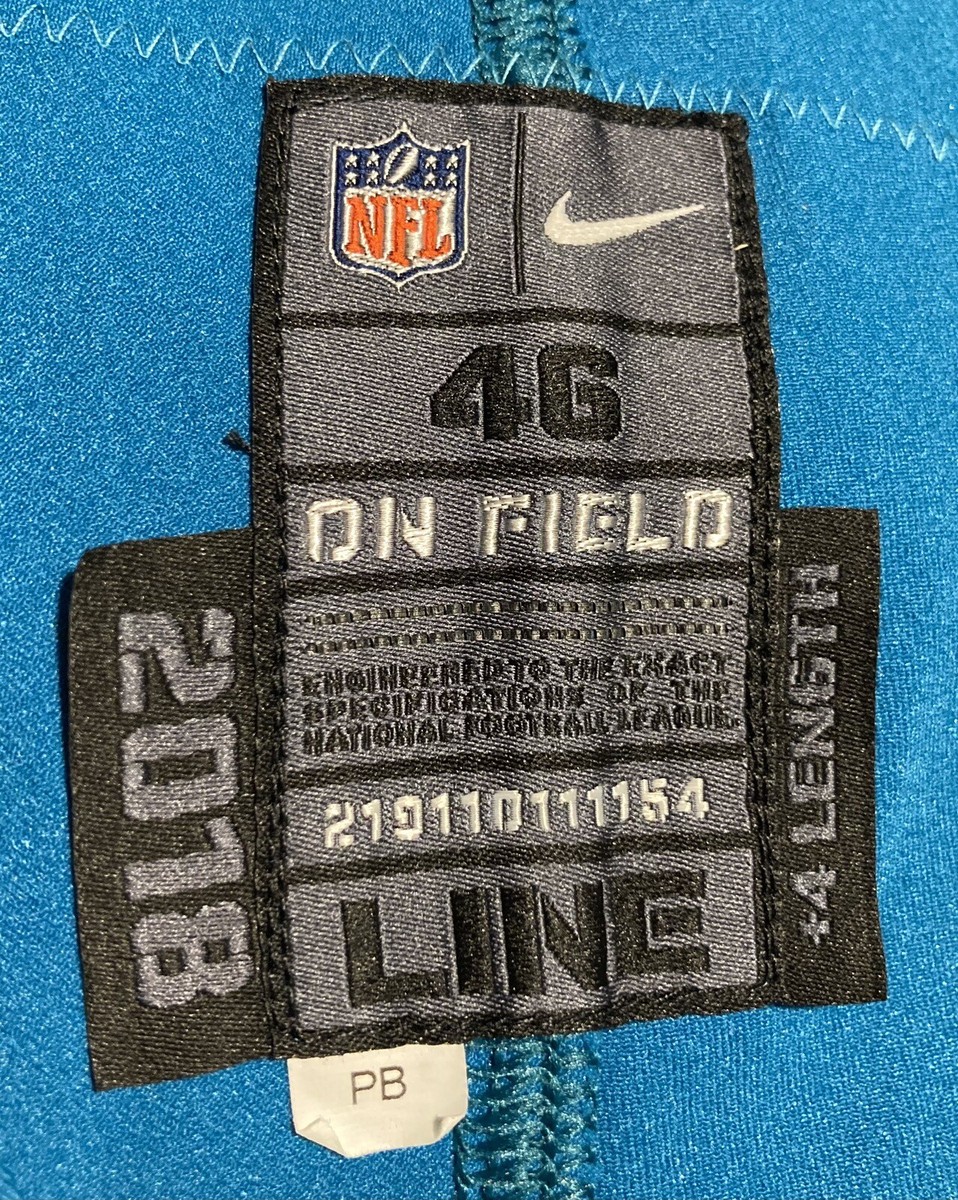 NFL
46
ON FIELD
ENGINEERED TO THE EXACT
SPECIFICATIONS OF THE
NATIONAL FOOTBALL LEAGUE.
219110111154
LINE
2018
+4 LENGTH
PB